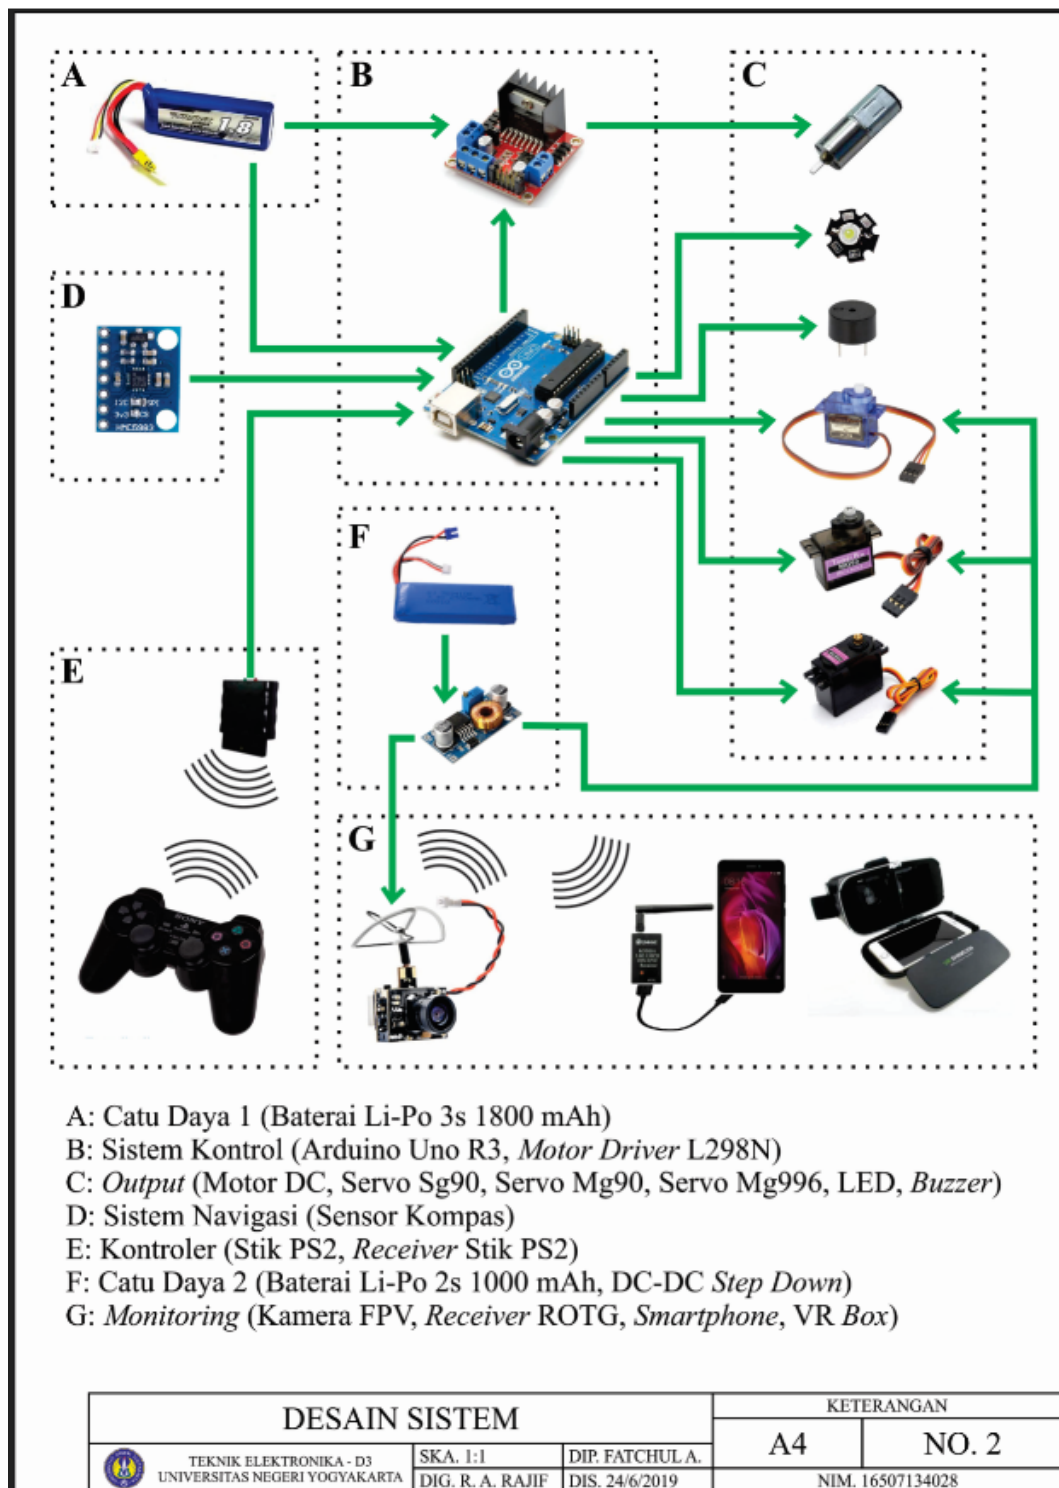 A
B
C
1.8
D
HMC5983
F
E
SONY
G
A: Catu Daya 1 (Baterai Li-Po 3s 1800 mAh)
B: Sistem Kontrol (Arduino Uno R3, Motor Driver L298N)
C: Output (Motor DC, Servo Sg90, Servo Mg90, Servo Mg996, LED, Buzzer)
D: Sistem Navigasi (Sensor Kompas)
E: Kontroler (Stik PS2, Receiver Stik PS2)
F: Catu Daya 2 (Baterai Li-Po 2s 1000 mAh, DC-DC Step Down)
G: Monitoring (Kamera FPV, Receiver ROTG, Smartphone, VR Box)
DESAIN SISTEM
KETERANGAN
A4
NO. 2
TEKNIK ELEKTRONIKA - D3
UNIVERSITAS NEGERI YOGYAKARTA
SKA. 1:1
DIP. FATCHUL A.
DIG. R. A. RAJIF
DIS. 24/6/2019
NIM. 16507134028